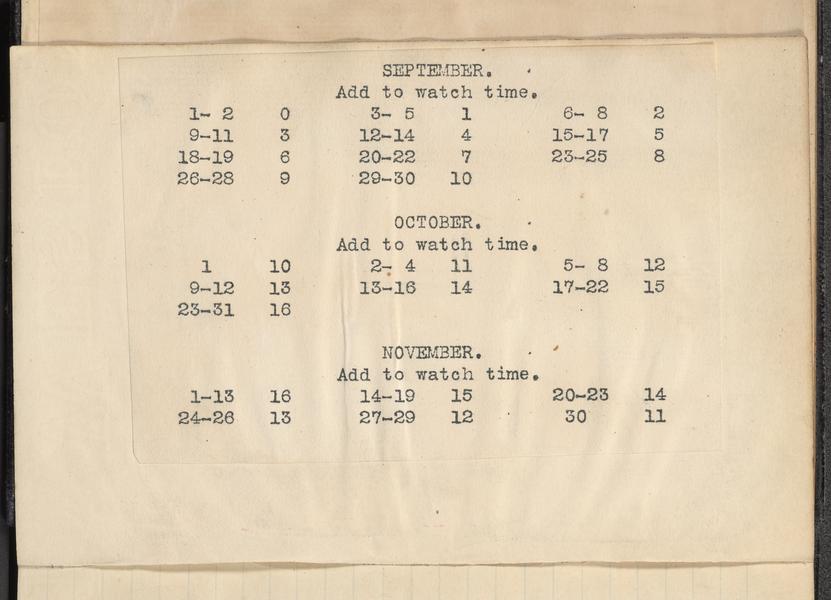 SEPTEMBER.
Add to watch time.
1- 2 0 3- 5 1 6- 8 2
9-11 3 12-14 4 15-17 5
18-19 6 20-22 7 23-25 8
26-28 9 29-30 10
OCTOBER.
Add to watch time.
1 10 2- 4 11 5- 8 12
9-12 13 13-16 14 17-22 15
23-31 16
NOVEMBER.
Add to watch time.
1-13 16 14-19 15 20-23 14
24-26 13 27-29 12 30 11